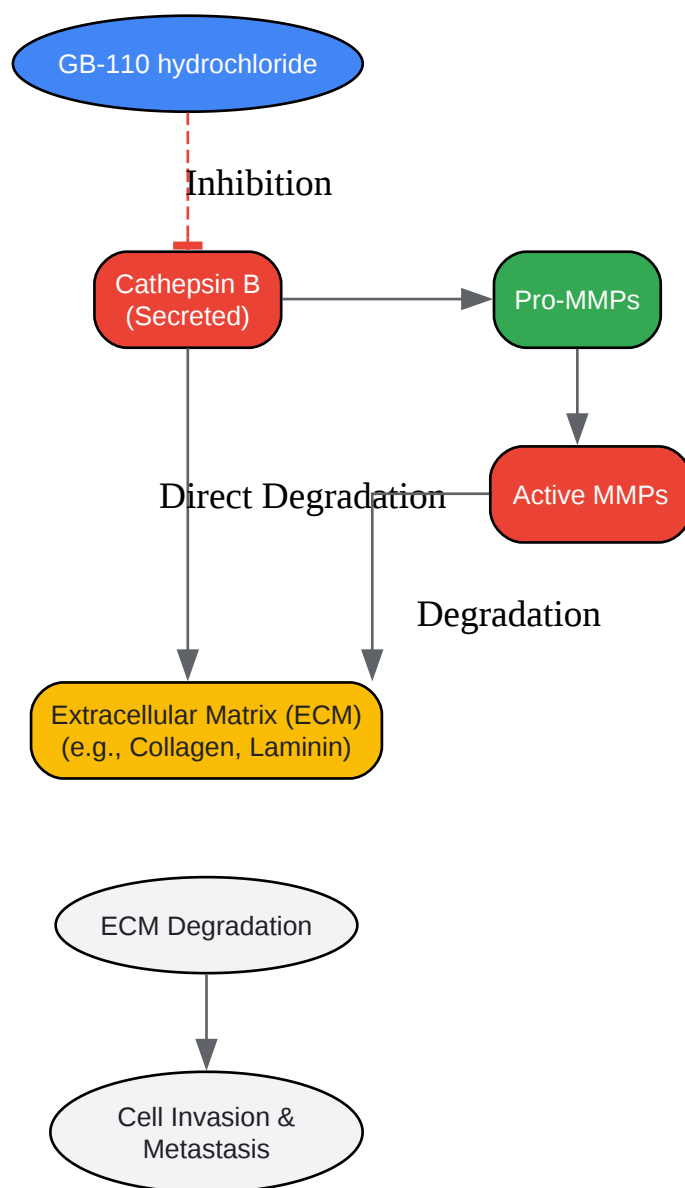 GB-110 hydrochloride
Inhibition
Cathepsin B
(Secreted)
Pro-MMPs
Direct Degradation
Active MMPs
Degradation
Extracellular Matrix (ECM)
(e.g., Collagen, Laminin)
ECM Degradation
Cell Invasion &
Metastasis